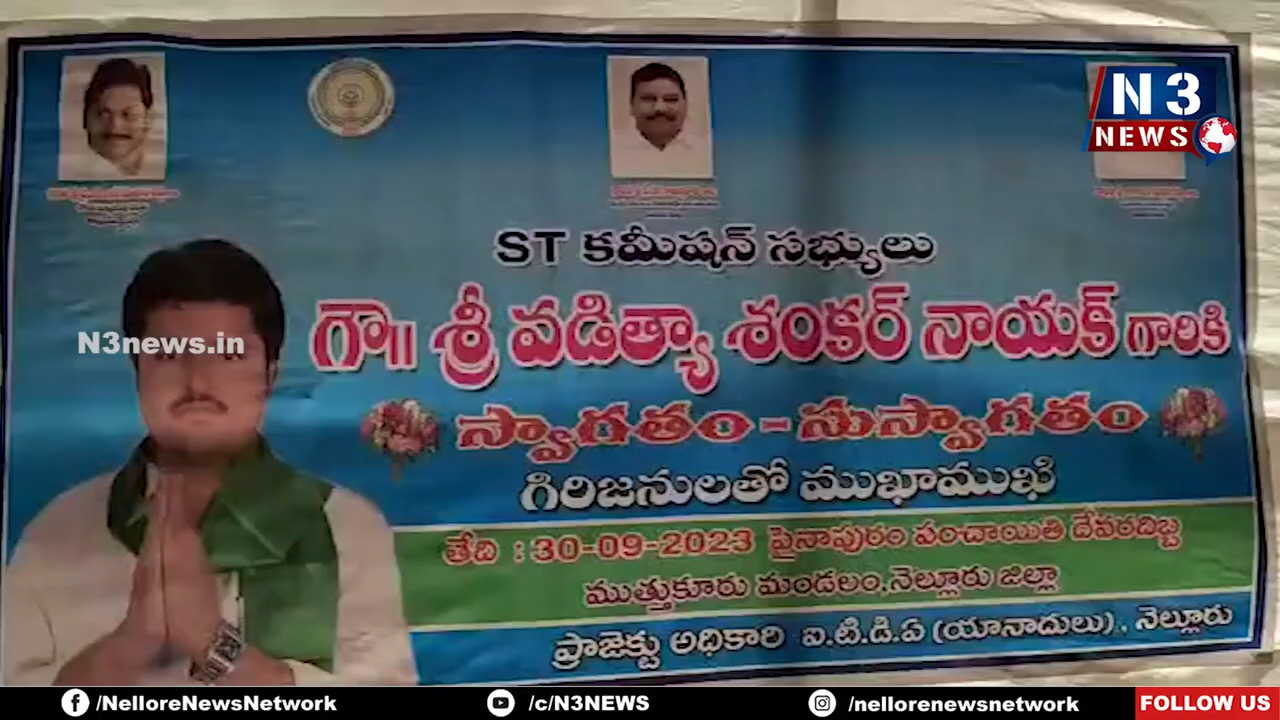 N3
NEWS
ST కమీషన్ సభ్యులు
గౌ॥ శ్రీ వడిత్యా శంకర్ నాయక్ గారికి
N3news.in
స్వాగతం - సుస్వాగతం
గిరిజనులతో ముఖాముఖి
తేది : 30-09-2023 పైనాపురం పంచాయితి దేవరదిబ్బ
ముత్తుకూరు మండలం, నెల్లూరు జిల్లా
ప్రాజెక్టు అధికారి ఐ.టి.డి.ఏ (యానాదులు)., నెల్లూరు
/NelloreNewsNetwork
/c/N3NEWS
/nellorenewsnetwork
FOLLOW US